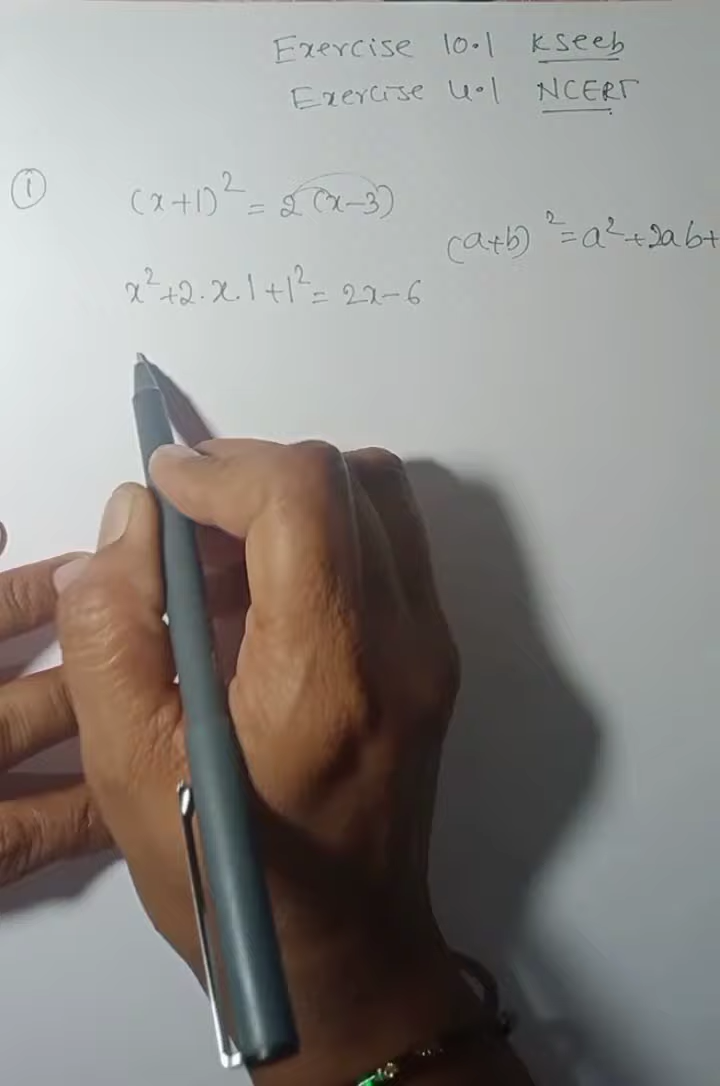 Exercise 10.1 KSeeb
Exercise 4.1 NCERT
①
(x+1)² = 2(x-3)
(a+b)² = a²+2ab+
x²+2.x.1+1² = 2x-6